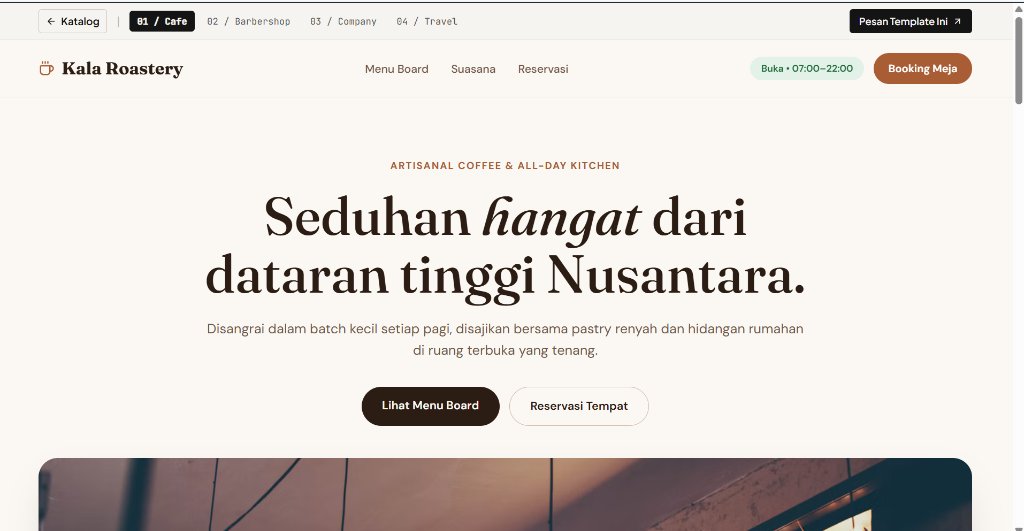 Katalog
01 / Cafe
02 / Barbershop
03 / Company
04 / Travel
Pesan Template Ini
Kala Roastery
Menu Board
Suasana
Reservasi
Buka • 07:00–22:00
Booking Meja
ARTISANAL COFFEE & ALL-DAY KITCHEN
Seduhan hangat dari
dataran tinggi Nusantara.
Disangrai dalam batch kecil setiap pagi, disajikan bersama pastry renyah dan hidangan rumahan
di ruang terbuka yang tenang.
Lihat Menu Board
Reservasi Tempat